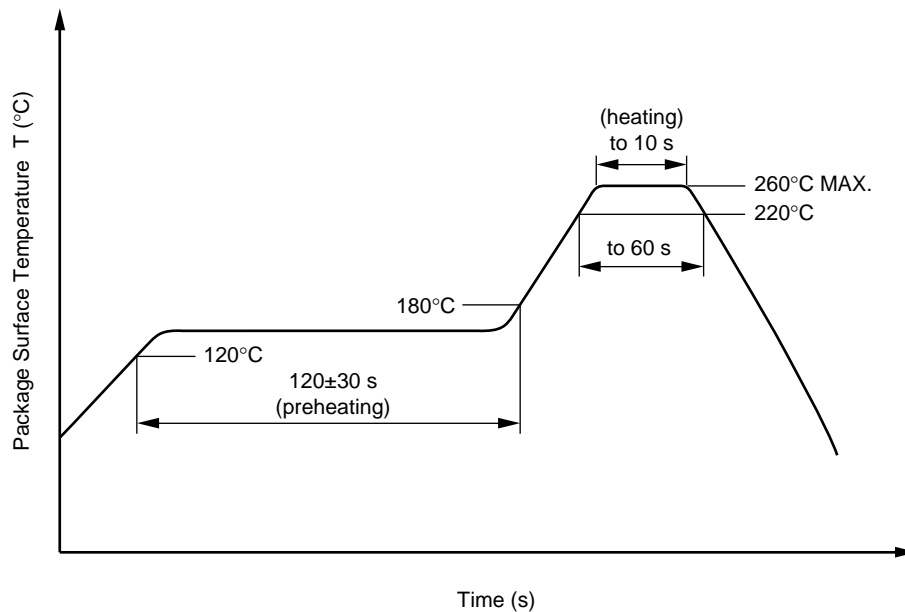 Package Surface Temperature T (°C)
(heating)
to 10 s
260°C MAX.
220°C
to 60 s
180°C
120°C
120±30 s
(preheating)
Time (s)